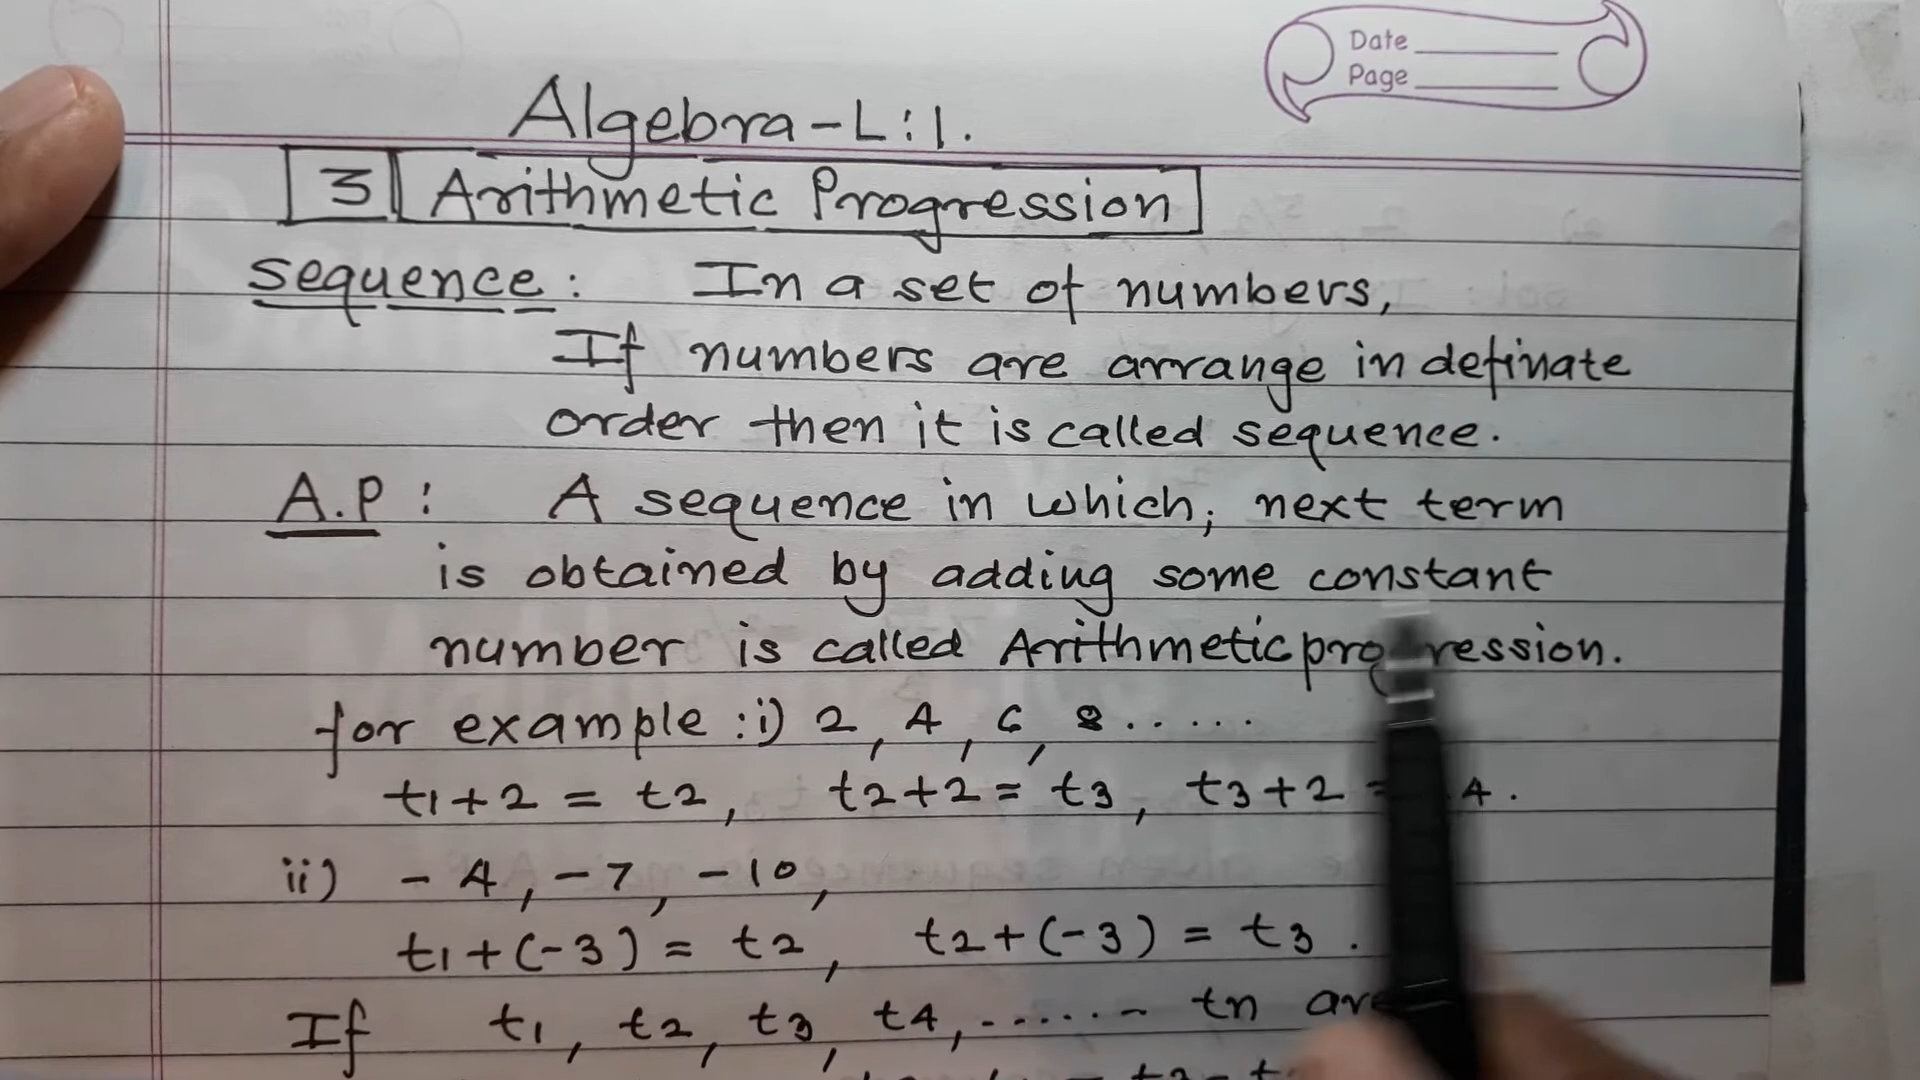 Date
Page
Algebra-L:1.
3 Arithmetic Progression
sequence: In a set of numbers,
If numbers are arrange in definate
order then it is called sequence.
A.P: A sequence in which, next term
is obtained by adding some constant
number is called Arithmetic progression.
for example: i) 2, 4, 6, 8.....
t1+2 = t2, t2+2 = t3, t3+2 = 4.
ii) -4, -7, -10,
t1+(-3) = t2, t2+(-3) = t3.
If t1, t2, t3, t4, ...... tn are